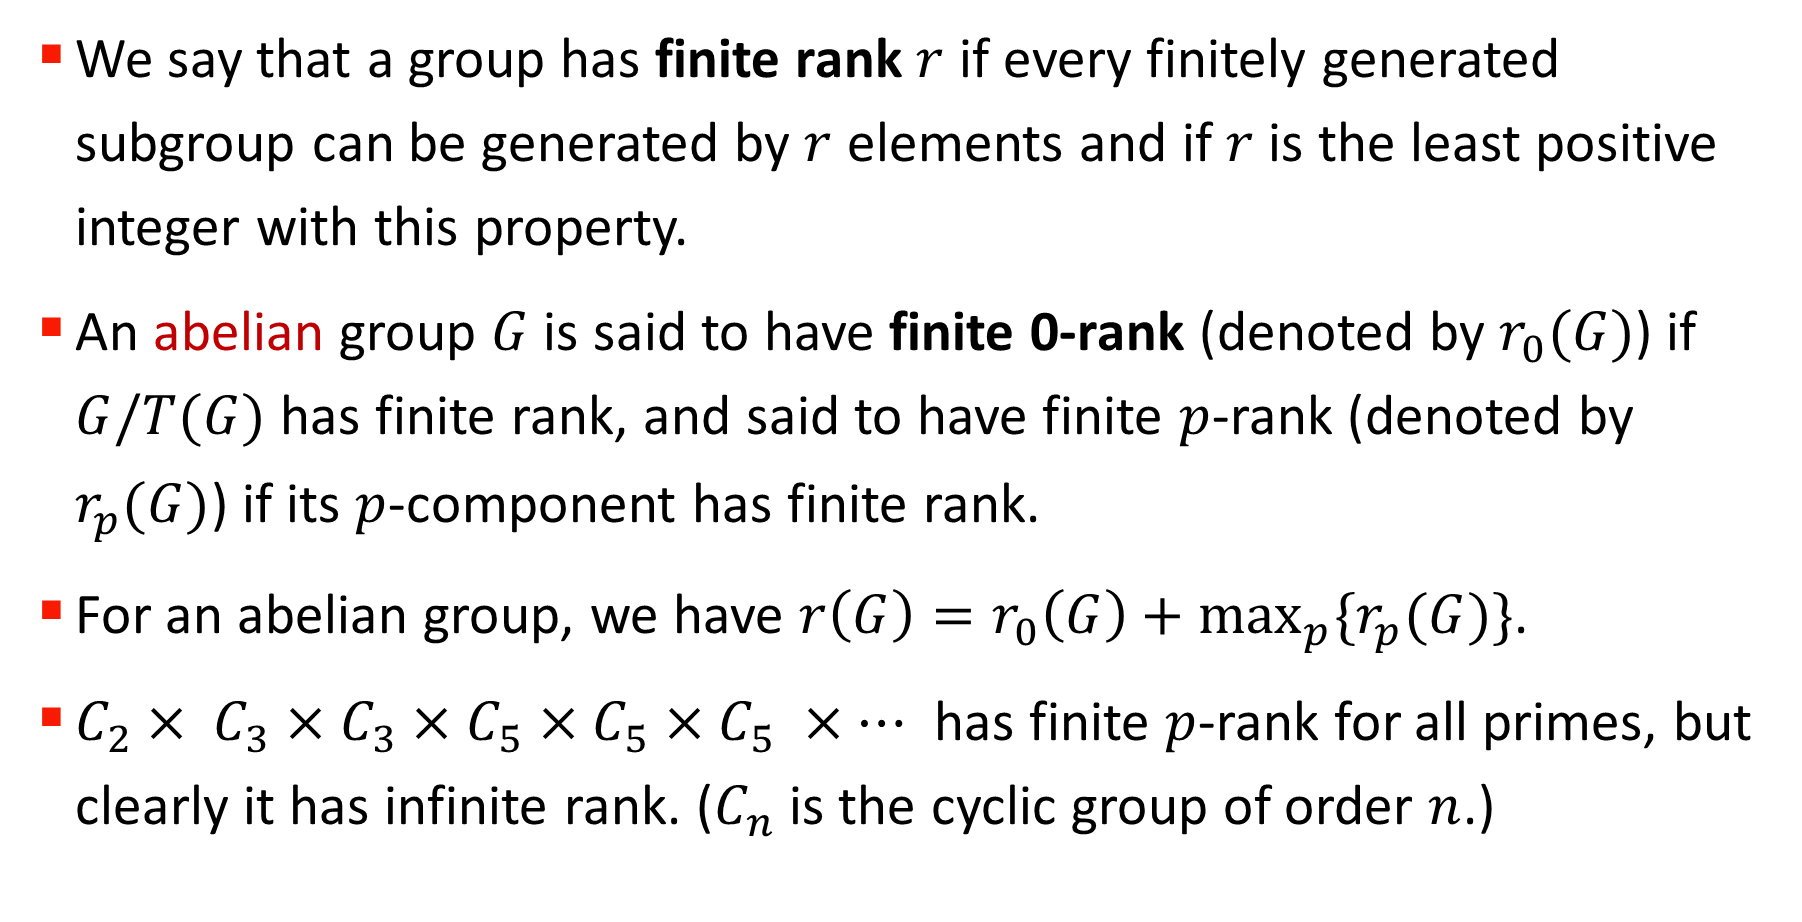 ▪ We say that a group has finite rank 𝑟 if every finitely generated
subgroup can be generated by 𝑟 elements and if 𝑟 is the least positive
integer with this property.
▪ An abelian group 𝐺 is said to have finite 0-rank (denoted by 𝑟₀(𝐺)) if
𝐺/𝑇(𝐺) has finite rank, and said to have finite 𝑝-rank (denoted by
𝑟ₚ(𝐺)) if its 𝑝-component has finite rank.
▪ For an abelian group, we have 𝑟(𝐺) = 𝑟₀(𝐺) + maxₚ{𝑟ₚ(𝐺)}.
▪ 𝐶₂ × 𝐶₃ × 𝐶₃ × 𝐶₅ × 𝐶₅ × 𝐶₅ × ⋯ has finite 𝑝-rank for all primes, but
clearly it has infinite rank. (𝐶ₙ is the cyclic group of order 𝑛.)